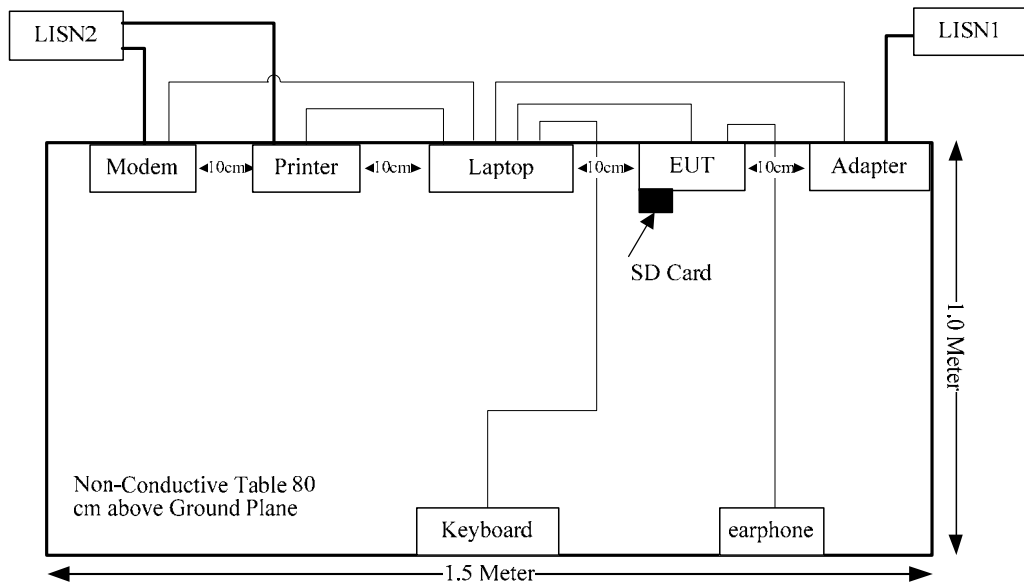 LISN2
LISN1
Modem
10cm
Printer
10cm
Laptop
10cm
EUT
10cm
Adapter
SD Card
1.0 Meter
Non-Conductive Table 80
cm above Ground Plane
Keyboard
earphone
1.5 Meter